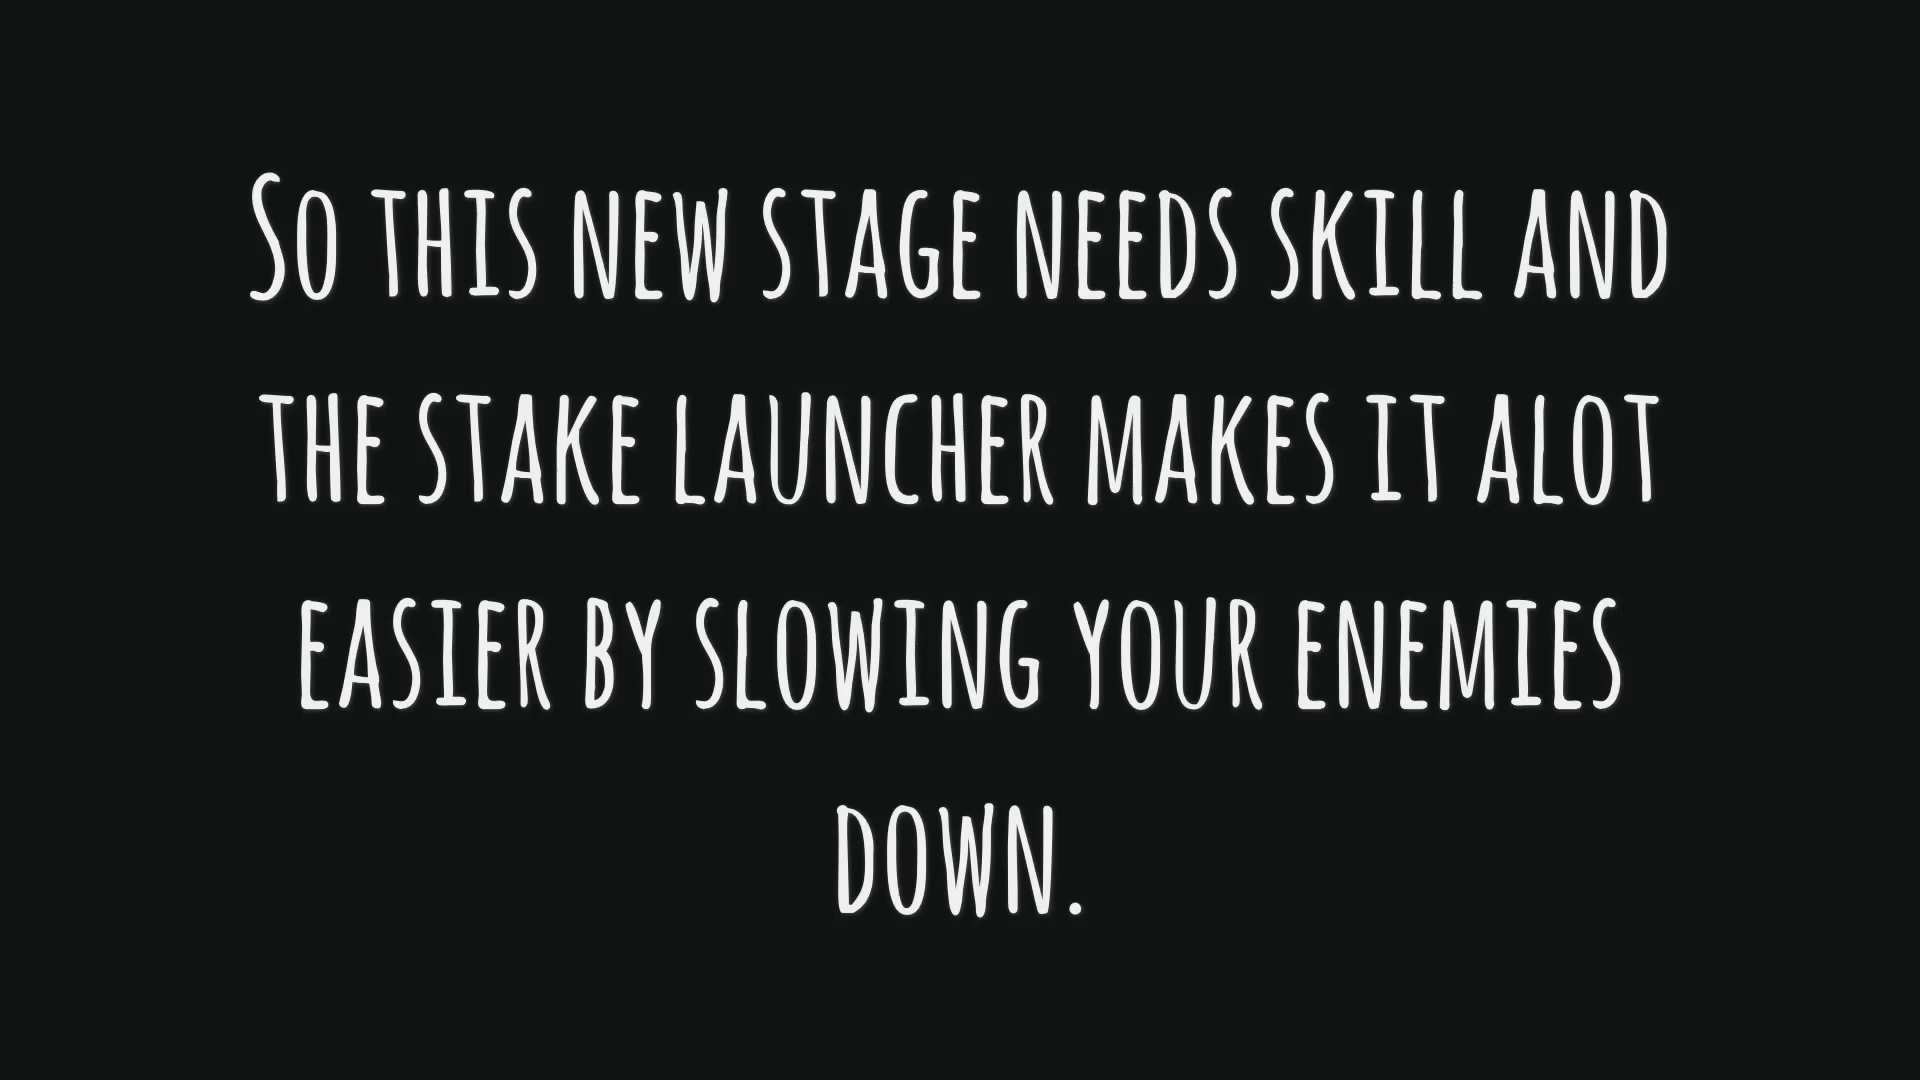 So this new stage needs skill and
the stake launcher makes it alot
easier by slowing your enemies
down.